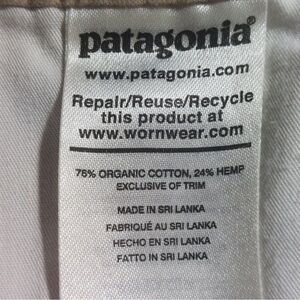 patagonia®
www.patagonia.com
Repair/Reuse/Recycle
this product at
www.wornwear.com
76% ORGANIC COTTON, 24% HEMP
EXCLUSIVE OF TRIM
MADE IN SRI LANKA
FABRIQUÉ AU SRI LANKA
HECHO EN SRI LANKA
FATTO IN SRI LANKA